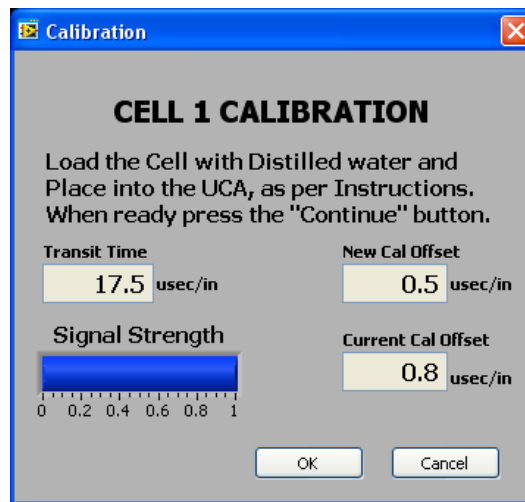 Calibration
CELL 1 CALIBRATION
Load the Cell with Distilled water and
Place into the UCA, as per Instructions.
When ready press the "Continue" button.
Transit Time
17.5 usec/in
New Cal Offset
0.5 usec/in
Signal Strength
0 0.2 0.4 0.6 0.8 1
Current Cal Offset
0.8 usec/in
OK Cancel